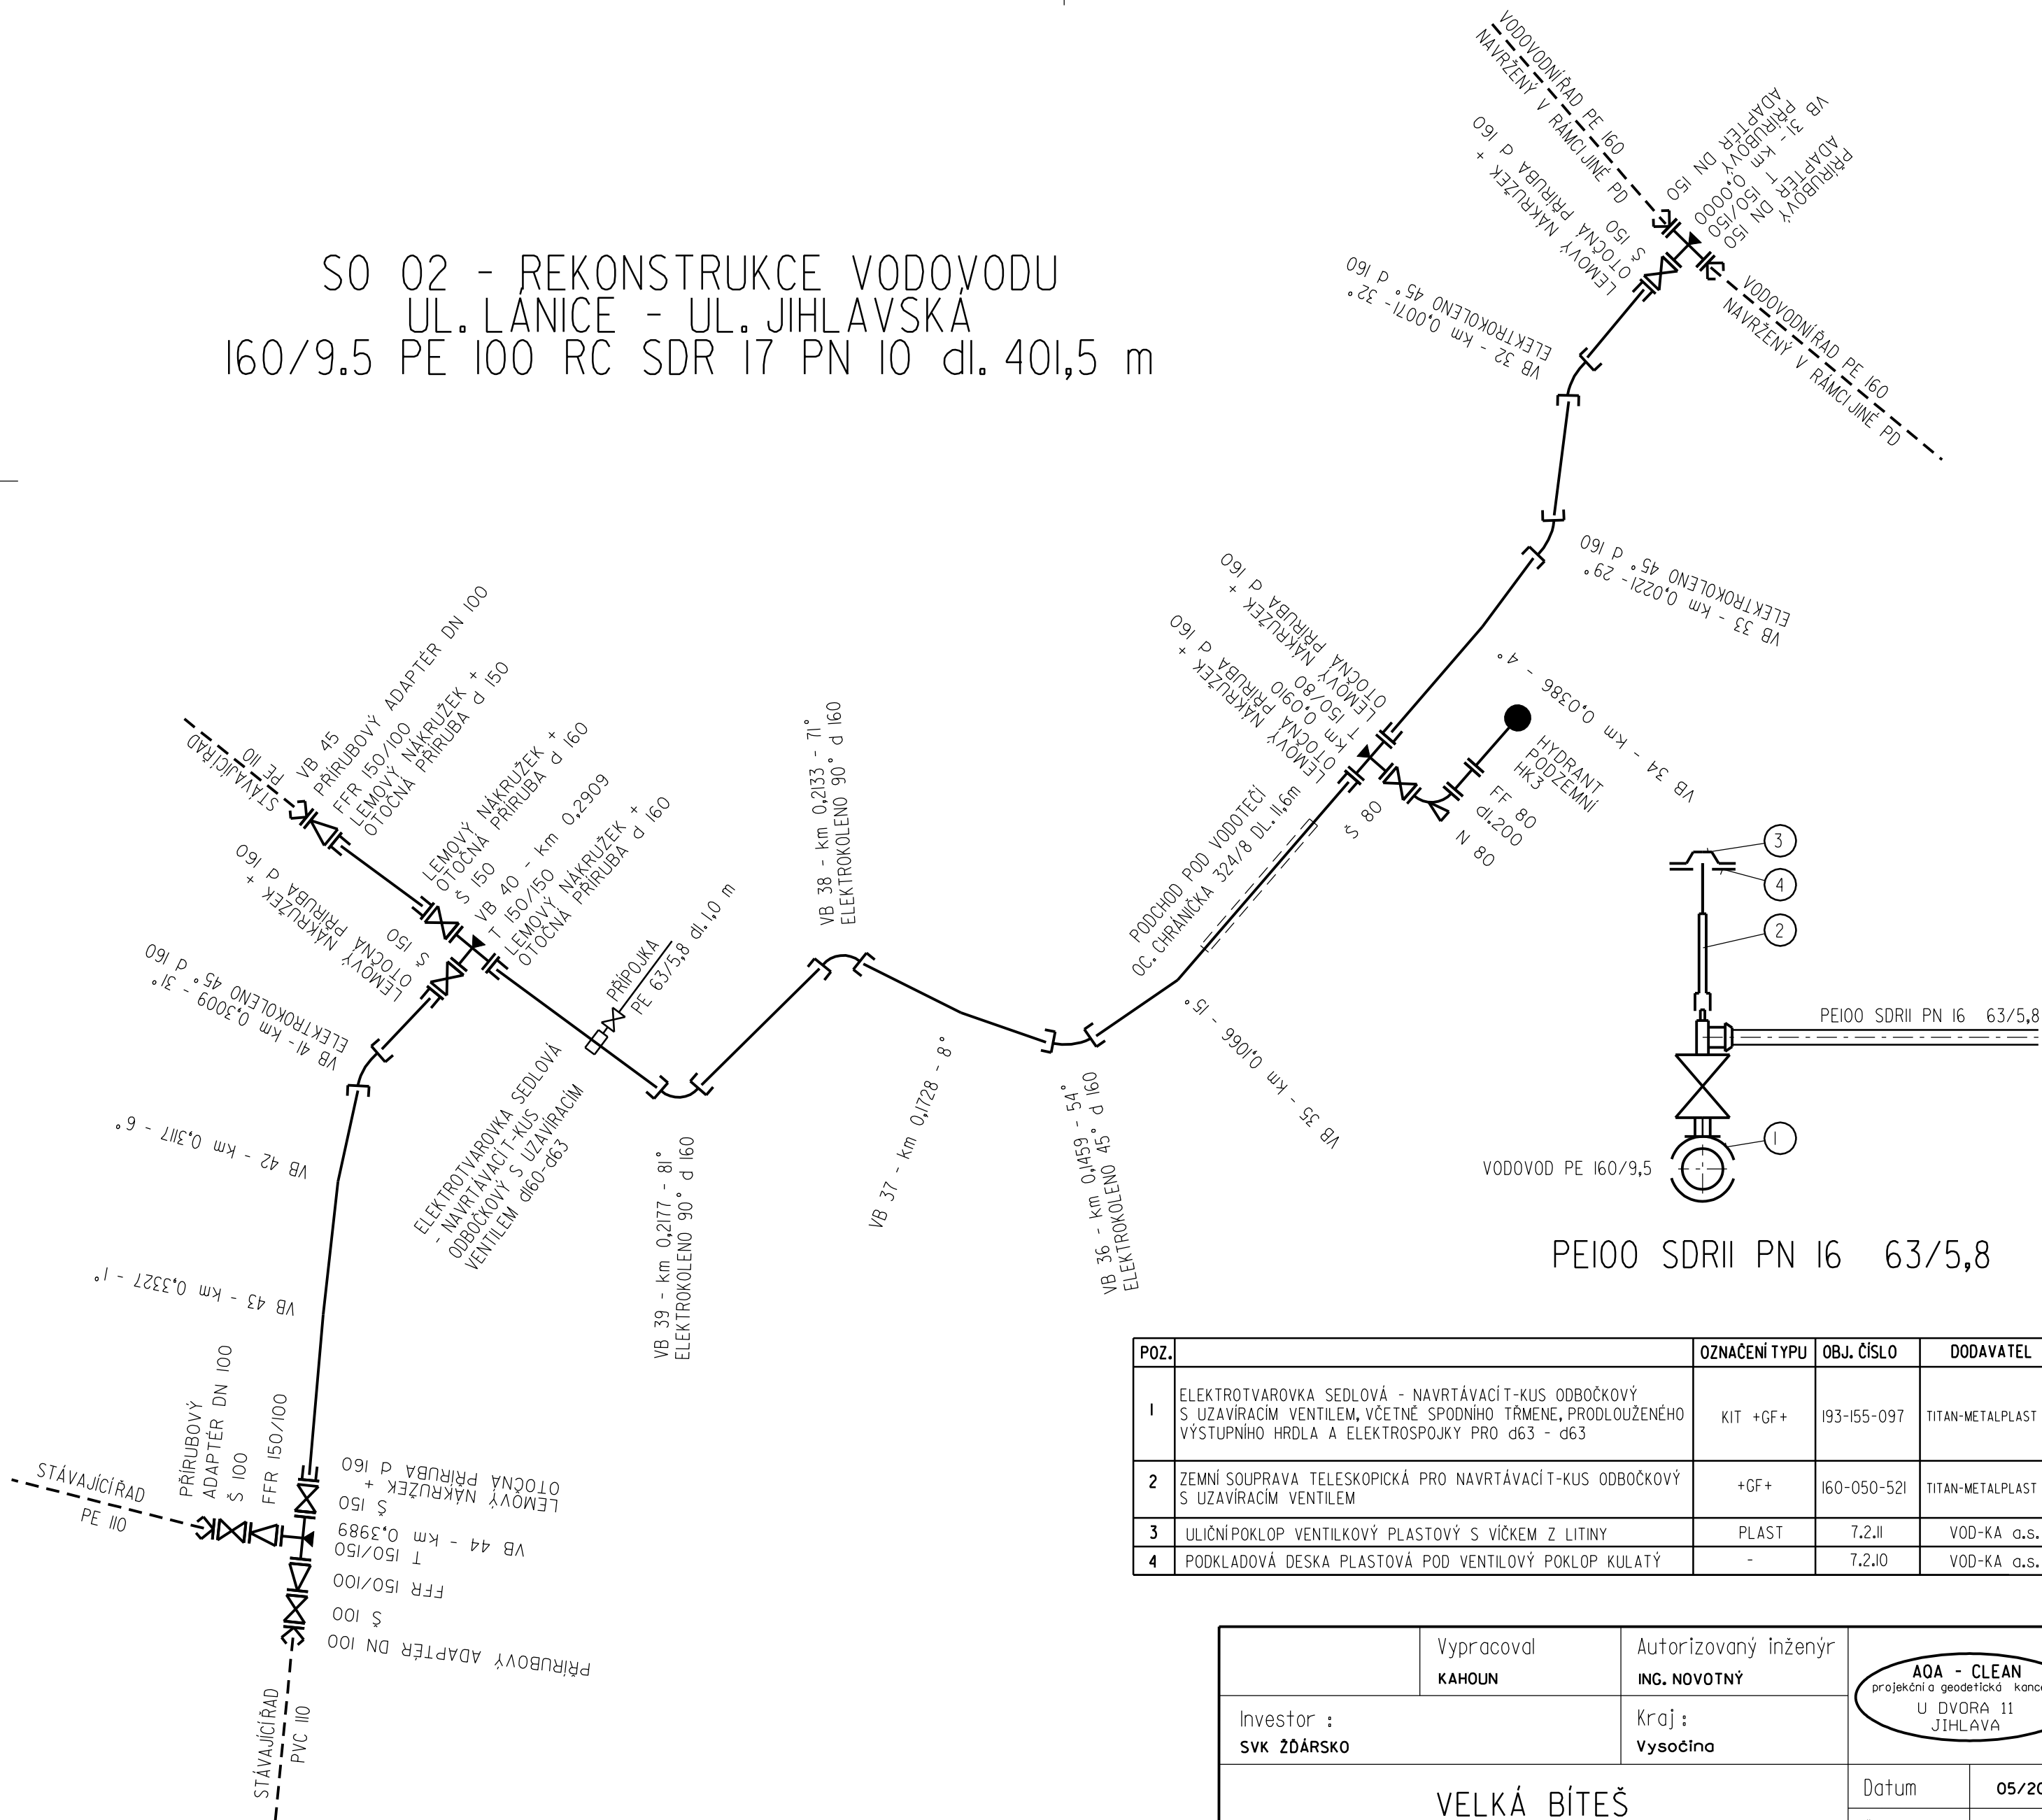 SO 02 - REKONSTRUKCE VODOVODU
UL. LÁNICE - UL. JIHLAVSKÁ
160/9.5 PE 100 RC SDR 17 PN 10 dl. 401,5 m
VODOVODNÍ ŘAD PE 160
NAVRŽENÝ V RÁMCI JINÉ PD
PŘÍRUBOVÝ
ADAPTÉR DN 150
VB 31 - km 0,0000
T 150/150
PŘÍRUBOVÝ
ADAPTÉR DN 150
VODOVODNÍ ŘAD PE 160
NAVRŽENÝ V RÁMCI JINÉ PD
Š 150
LEMOVÝ NÁKRUŽEK +
OTOČNÁ PŘÍRUBA d 160
VB 32 - km 0,0071 - 32°
ELEKTROKOLENO 45° d 160
VB 33 - km 0,0221 - 29°
ELEKTROKOLENO 45° d 160
VB 34 - km 0,0386 - 4°
LEMOVÝ NÁKRUŽEK +
OTOČNÁ PŘÍRUBA d 160
T 150/80
km 0,0910
LEMOVÝ NÁKRUŽEK +
OTOČNÁ PŘÍRUBA d 160
HYDRANT
PODZEMNÍ
HK3
FF 80
dl.200
N 80
Š 80
PODCHOD POD VODOTEČÍ
OC. CHRÁNIČKA 324/8 DL. 11,6m
VB 35 - km 0,1066 - 15°
VB 36 - km 0,1459 - 54°
ELEKTROKOLENO 45° d 160
VB 37 - km 0,1728 - 8°
VB 38 - km 0,2133 - 71°
ELEKTROKOLENO 90° d 160
VB 39 - km 0,2177 - 81°
ELEKTROKOLENO 90° d 160
PŘÍPOJKA
PE 63/5,8 dl. 1,0 m
ELEKTROTVAROVKA SEDLOVÁ
- NAVRTÁVACÍ T-KUS
ODBOČKOVÝ S UZAVÍRACÍM
VENTILEM d160-d63
LEMOVÝ NÁKRUŽEK +
OTOČNÁ PŘÍRUBA d 160
Š 150
VB 40 - km 0,2909
T 150/150
LEMOVÝ NÁKRUŽEK +
OTOČNÁ PŘÍRUBA d 160
STÁVAJÍCÍ ŘAD
PE 110
VB 45
PŘÍRUBOVÝ ADAPTÉR DN 100
FFR 150/100
LEMOVÝ NÁKRUŽEK +
OTOČNÁ PŘÍRUBA d 150
Š 150
LEMOVÝ NÁKRUŽEK +
OTOČNÁ PŘÍRUBA d 160
VB 41 - km 0,3009 - 31°
ELEKTROKOLENO 45° d 160
VB 42 - km 0,3117 - 6°
VB 43 - km 0,3327 - 1°
PŘÍRUBOVÝ
ADAPTÉR DN 100
Š 100
FFR 150/100
STÁVAJÍCÍ ŘAD
PE 110
LEMOVÝ NÁKRUŽEK +
OTOČNÁ PŘÍRUBA d 160
Š 150
VB 44 - km 0,3989
T 150/150
FFR 150/100
Š 100
PŘÍRUBOVÝ ADAPTÉR DN 100
STÁVAJÍCÍ ŘAD
PVC 110
3
4
2
PE100 SDR11 PN 16 63/5,8
1
VODOVOD PE 160/9,5
PE100 SDR11 PN 16 63/5,8
POZ. OZNAČENÍ TYPU OBJ. ČÍSLO DODAVATEL
1 ELEKTROTVAROVKA SEDLOVÁ - NAVRTÁVACÍ T-KUS ODBOČKOVÝ
S UZAVÍRACÍM VENTILEM, VČETNĚ SPODNÍHO TŘMENE, PRODLOUŽENÉHO
VÝSTUPNÍHO HRDLA A ELEKTROSPOJKY PRO d63 - d63
KIT +GF+ 193-155-097 TITAN-METALPLAST
2 ZEMNÍ SOUPRAVA TELESKOPICKÁ PRO NAVRTÁVACÍ T-KUS ODBOČKOVÝ
S UZAVÍRACÍM VENTILEM
+GF+ 160-050-521 TITAN-METALPLAST
3 ULIČNÍ POKLOP VENTILKOVÝ PLASTOVÝ S VÍČKEM Z LITINY PLAST 7.2.11 VOD-KA a.s.
4 PODKLADOVÁ DESKA PLASTOVÁ POD VENTILOVÝ POKLOP KULATÝ - 7.2.10 VOD-KA a.s.
Vypracoval
KAHOUN
Autorizovaný inženýr
ING. NOVOTNÝ
AQA - CLEAN
projekční a geodetická
U DVORA 11
JIHLAVA
Investor :
SVK ŽĎÁRSKO
Kraj :
Vysočina
VELKÁ BÍTEŠ
Datum